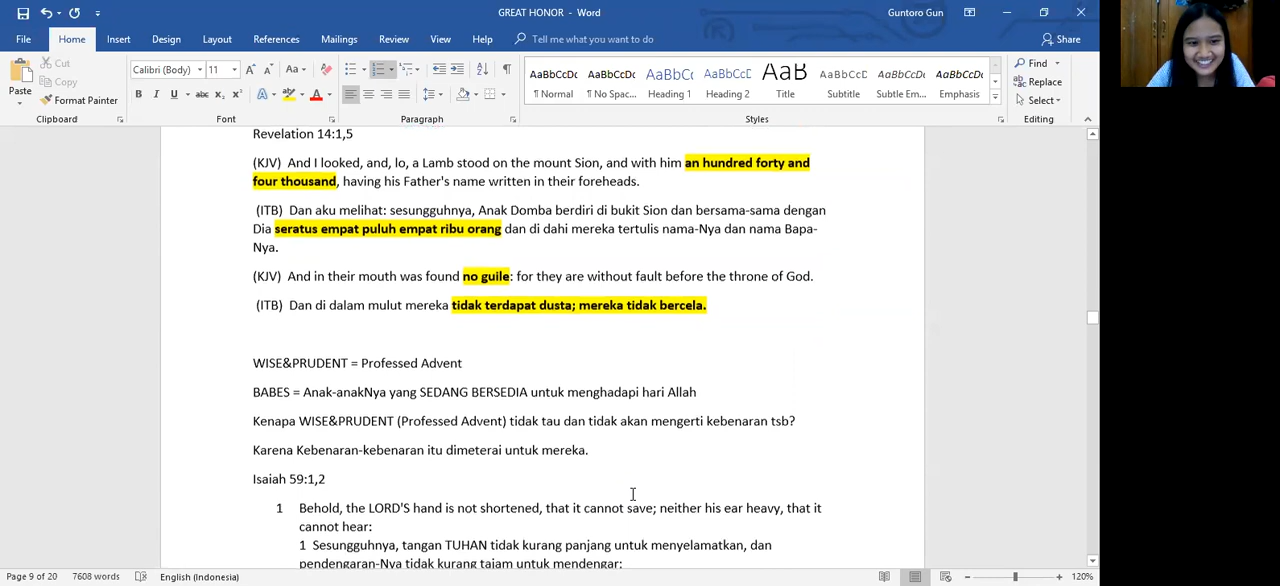 GREAT HONOR - Word
Guntoro Gun
File Home Insert Design Layout References Mailings Review View Help Tell me what you want to do Share
Paste
Cut
Copy
Format Painter
Clipboard
Calibri (Body) 11 Aa
B I U abc x₂ x² A A
Font
Paragraph
AaBbCcDc AaBbCcDc AaBbCcC AaBbCcD AaB AaBbCcD AaBbCcDc AaBbCcDc
¶ Normal ¶ No Spac... Heading 1 Heading 2 Title Subtitle Subtle Em... Emphasis
Styles
Find
Replace
Select
Editing
Revelation 14:1,5
(KJV) And I looked, and, lo, a Lamb stood on the mount Sion, and with him an hundred forty and
four thousand, having his Father's name written in their foreheads.
(ITB) Dan aku melihat: sesungguhnya, Anak Domba berdiri di bukit Sion dan bersama-sama dengan
Dia seratus empat puluh empat ribu orang dan di dahi mereka tertulis nama-Nya dan nama Bapa-
Nya.
(KJV) And in their mouth was found no guile: for they are without fault before the throne of God.
(ITB) Dan di dalam mulut mereka tidak terdapat dusta; mereka tidak bercela.
WISE&PRUDENT = Professed Advent
BABES = Anak-anakNya yang SEDANG BERSEDIA untuk menghadapi hari Allah
Kenapa WISE&PRUDENT (Professed Advent) tidak tau dan tidak akan mengerti kebenaran tsb?
Karena Kebenaran-kebenaran itu dimeterai untuk mereka.
Isaiah 59:1,2
1 Behold, the LORD'S hand is not shortened, that it cannot save; neither his ear heavy, that it
cannot hear:
1 Sesungguhnya, tangan TUHAN tidak kurang panjang untuk menyelamatkan, dan
pendengaran-Nya tidak kurang tajam untuk mendengar;
Page 9 of 20 7608 words English (Indonesia) 120%